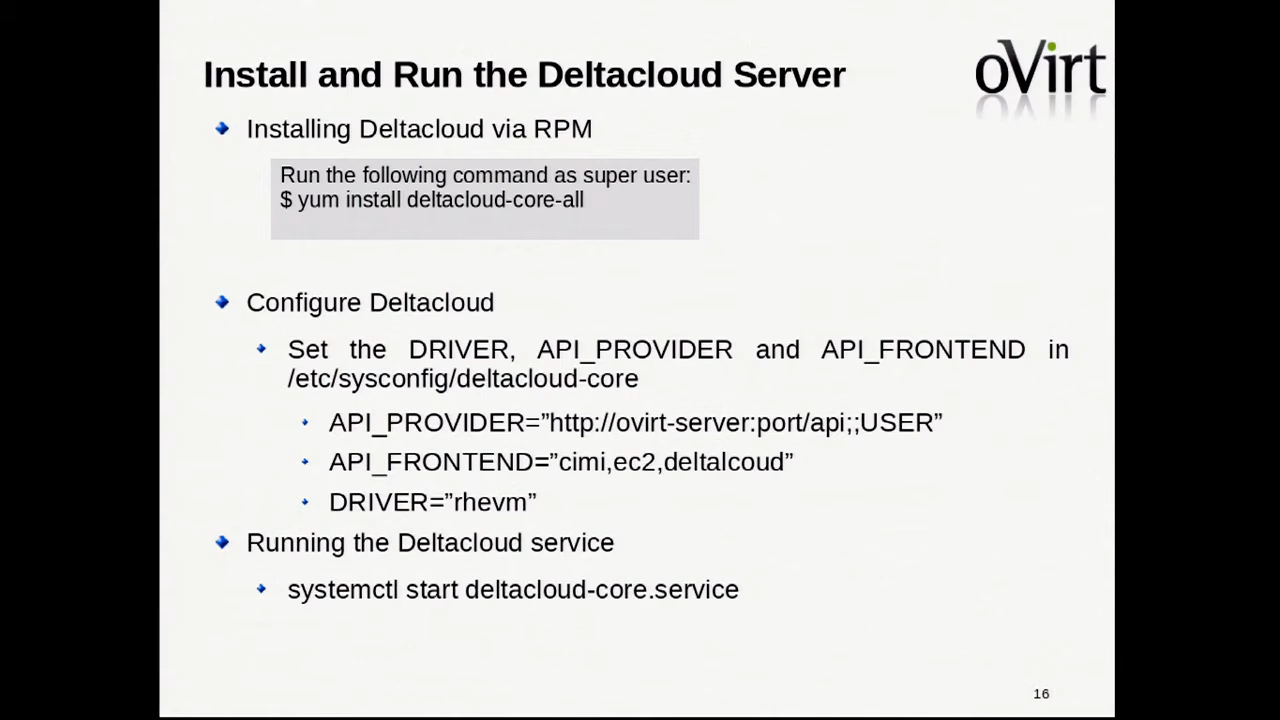 Install and Run the Deltacloud Server
oVirt
Installing Deltacloud via RPM
Run the following command as super user:
$ yum install deltacloud-core-all
Configure Deltacloud
Set the DRIVER, API_PROVIDER and API_FRONTEND in
/etc/sysconfig/deltacloud-core
API_PROVIDER=”http://ovirt-server:port/api;;USER”
API_FRONTEND=”cimi,ec2,deltalcoud”
DRIVER=”rhevm”
Running the Deltacloud service
systemctl start deltacloud-core.service
16